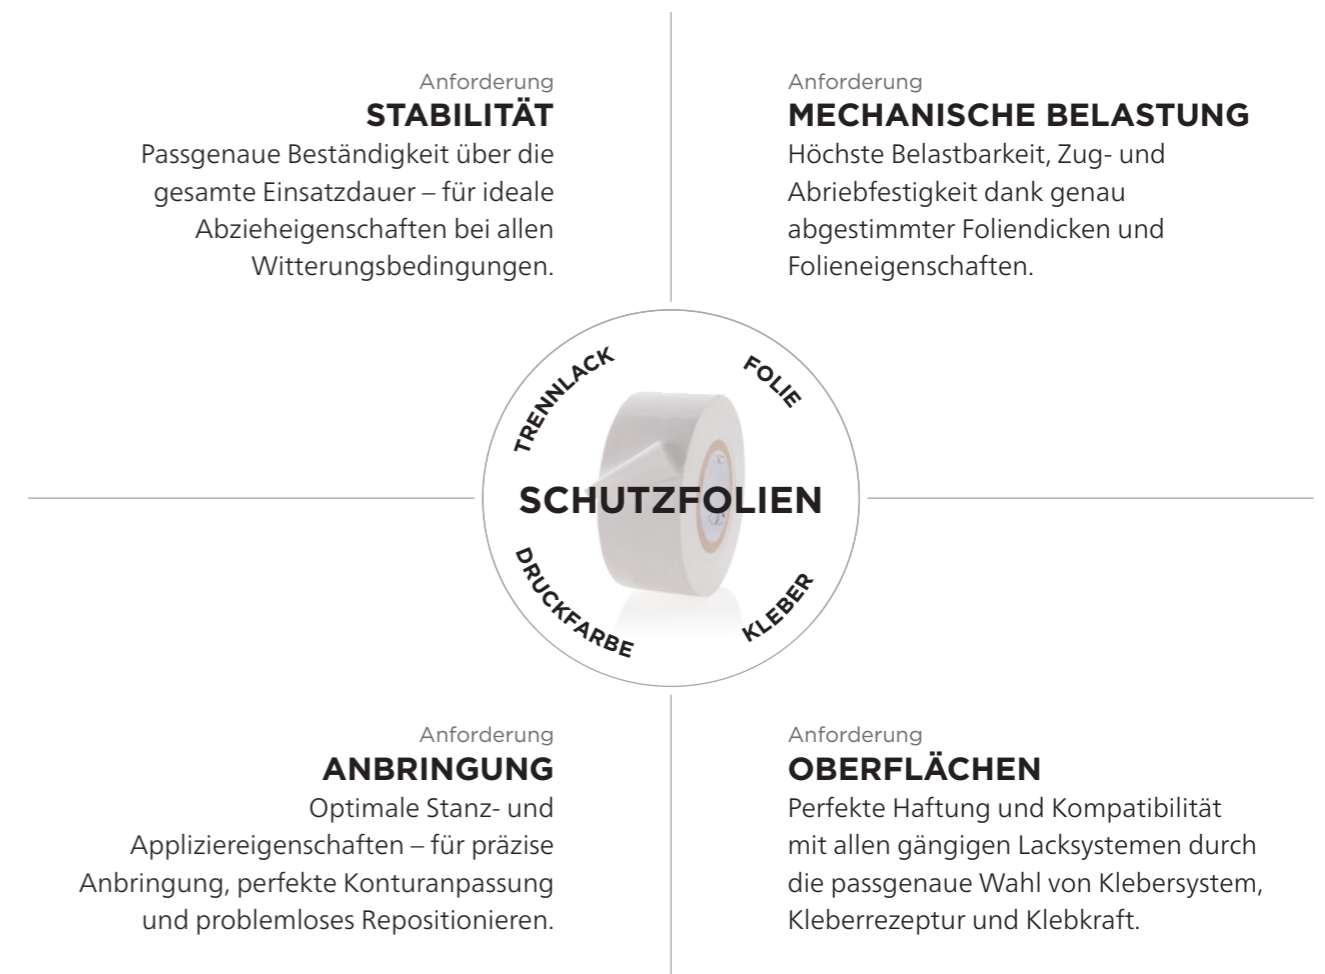 Anforderung
STABILITÄT
Passgenaue Beständigkeit über die
gesamte Einsatzdauer – für ideale
Abzieheigenschaften bei allen
Witterungsbedingungen.
Anforderung
MECHANISCHE BELASTUNG
Höchste Belastbarkeit, Zug- und
Abriebfestigkeit dank genau
abgestimmter Foliendicken und
Folieneigenschaften.
TRENNLACK
FOLIE
SCHUTZFOLIEN
DRUCKFARBE
KLEBER
Anforderung
ANBRINGUNG
Optimale Stanz- und
Appliziereigenschaften – für präzise
Anbringung, perfekte Konturanpassung
und problemloses Repositionieren.
Anforderung
OBERFLÄCHEN
Perfekte Haftung und Kompatibilität
mit allen gängigen Lacksystemen durch
die passgenaue Wahl von Klebersystem,
Kleberrezeptur und Klebkraft.